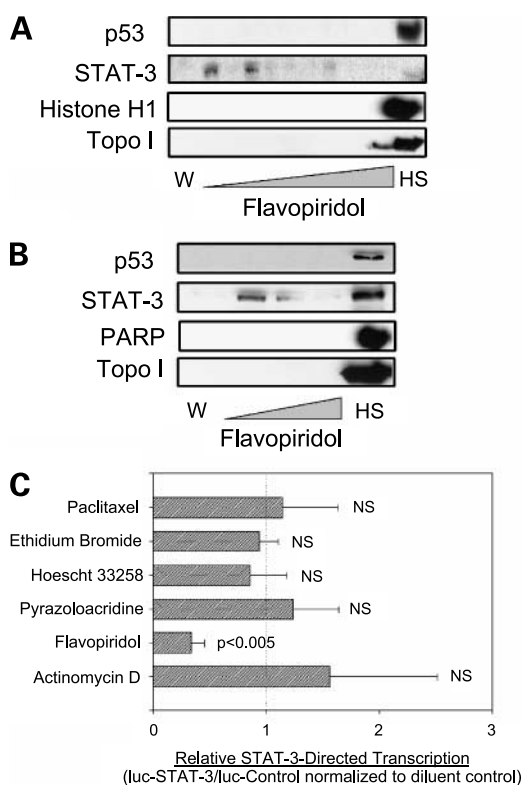 A
p53
STAT-3
Histone H1
Topo I
W
HS
Flavopiridol
B
p53
STAT-3
PARP
Topo I
W
HS
Flavopiridol
C
Paclitaxel
NS
Ethidium Bromide
NS
Hoescht 33258
NS
Pyrazoloacridine
NS
Flavopiridol
p<0.005
Actinomycin D
NS
0 1 2 3
Relative STAT-3-Directed Transcription
(luc-STAT-3/luc-Control normalized to diluent control)